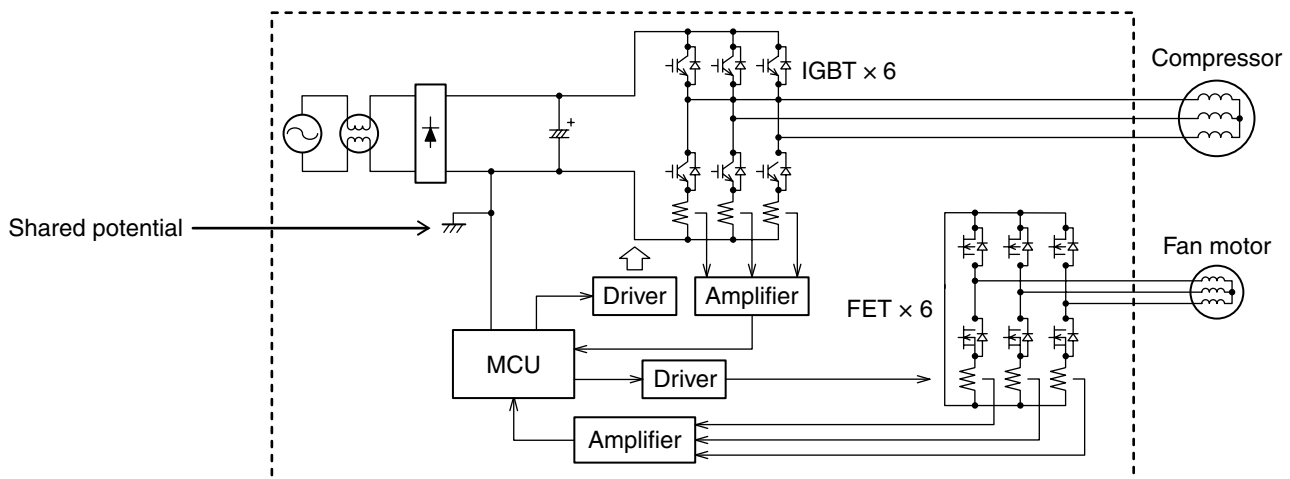 IGBT × 6
Compressor
Shared potential
Fan motor
Driver
Amplifier
FET × 6
MCU
Driver
Amplifier
+